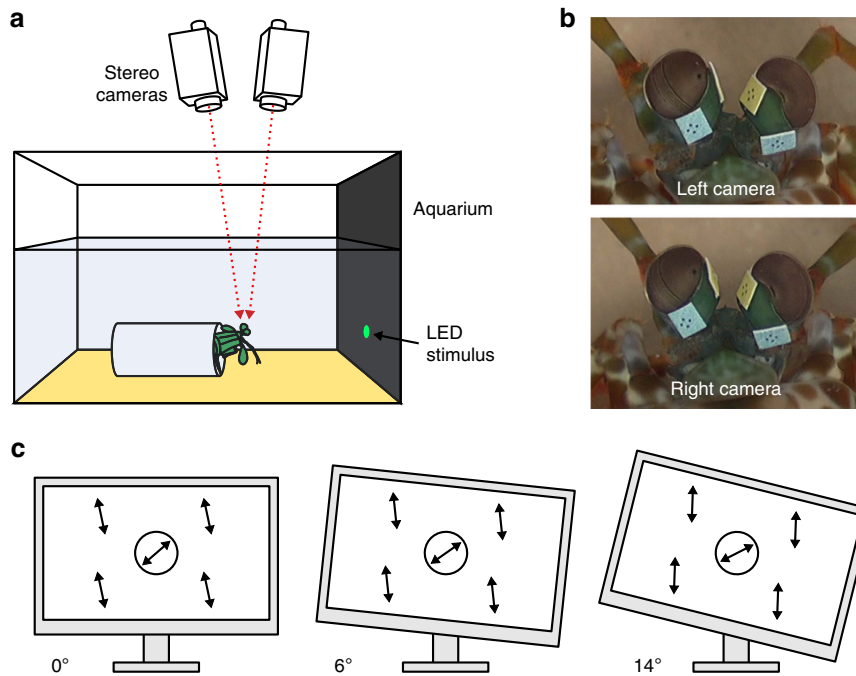 a
Stereo
cameras
Aquarium
LED
stimulus
b
Left camera
Right camera
c
0°
6°
14°